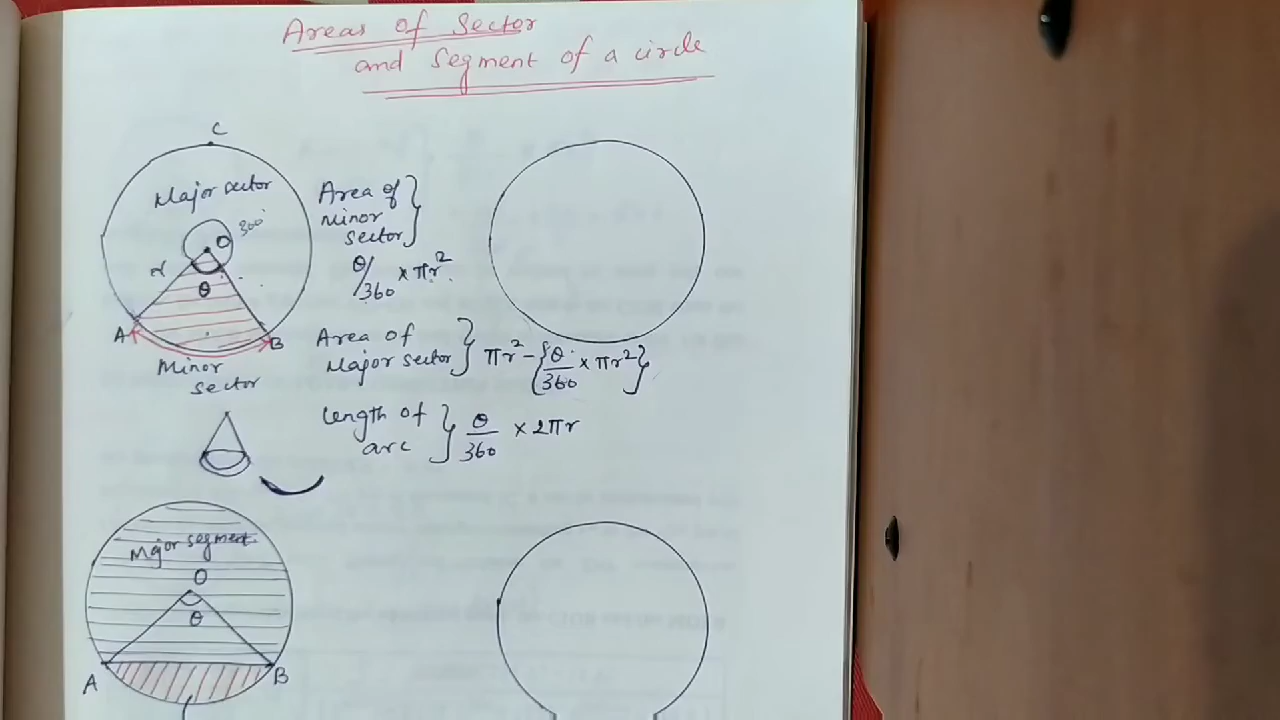 Areas of Sector
and Segment of a circle
C
Major sector
300°
O
r
θ
A
B
Minor
sector
Area of
Minor
sector}
θ/360 × πr².
Area of
Major sector} πr² - {θ/360 × πr²}
Length of
arc} θ/360 × 2πr
Major segment
O
θ
A
B